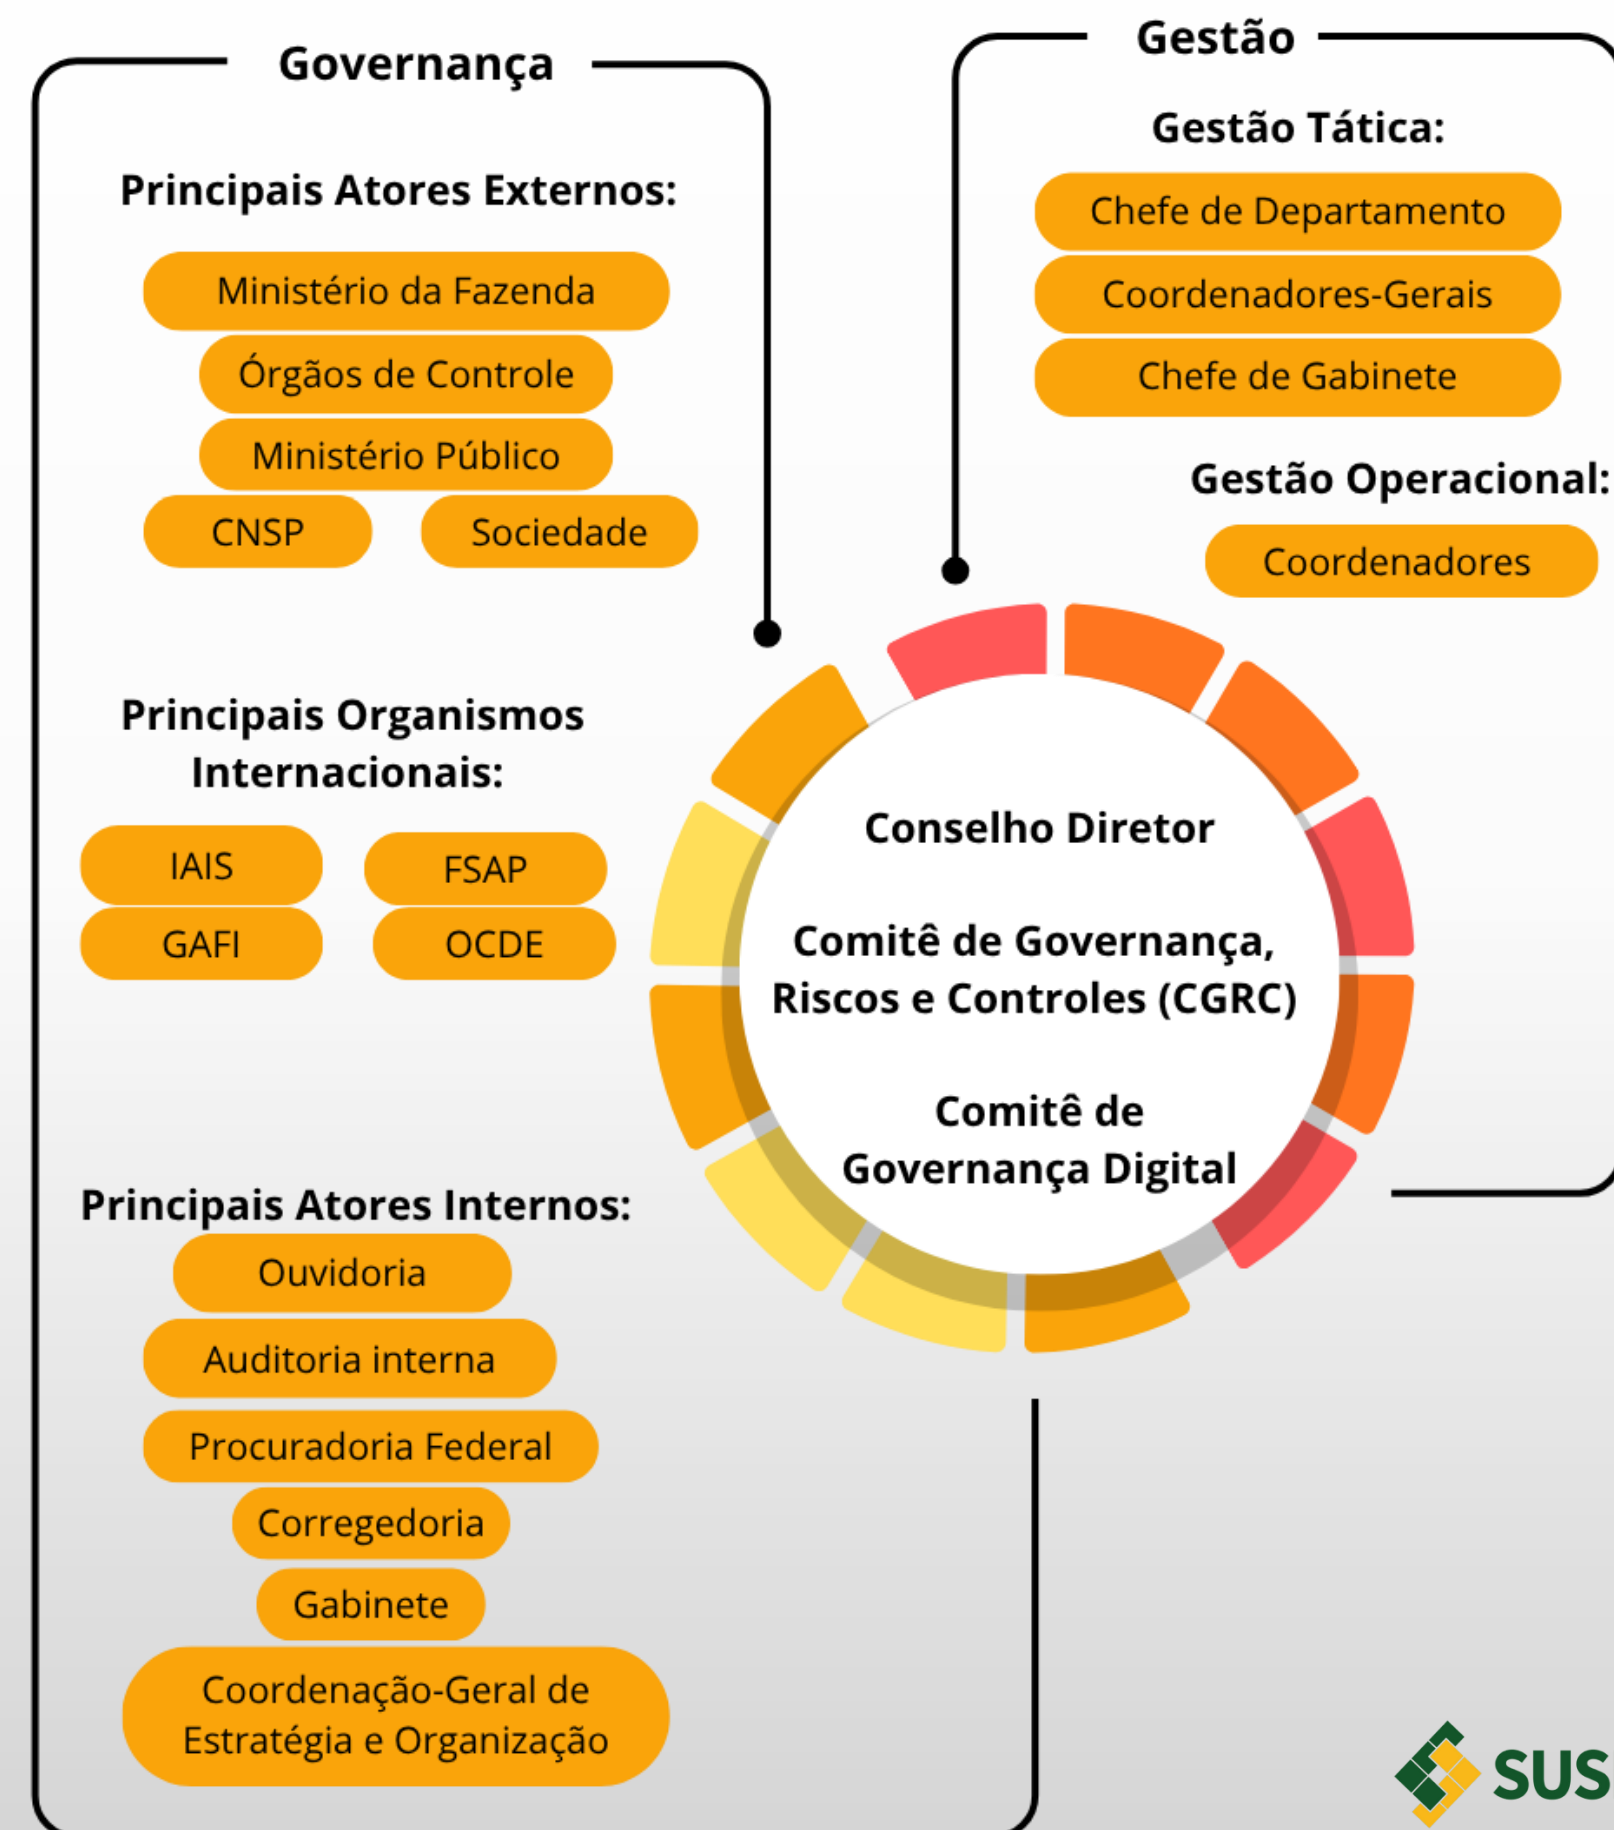 Governança
Principais Atores Externos:
Ministério da Fazenda
Órgãos de Controle
Ministério Público
CNSP
Sociedade
Principais Organismos
Internacionais:
IAIS
FSAP
GAFI
OCDE
Principais Atores Internos:
Ouvidoria
Auditoria interna
Procuradoria Federal
Corregedoria
Gabinete
Coordenação-Geral de
Estratégia e Organização
Gestão
Gestão Tática:
Chefe de Departamento
Coordenadores-Gerais
Chefe de Gabinete
Gestão Operacional:
Coordenadores
Conselho Diretor
Comitê de Governança,
Riscos e Controles (CGRC)
Comitê de
Governança Digital
SUS